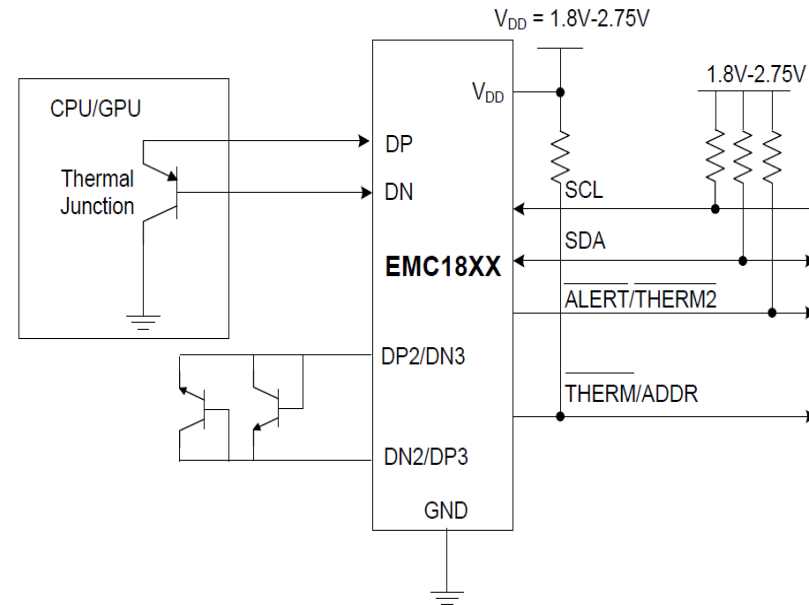 V_DD = 1.8V-2.75V
1.8V-2.75V
CPU/GPU
V_DD
DP
Thermal
Junction
DN
SCL
SDA
EMC18XX
ALERT/THERM2
DP2/DN3
THERM/ADDR
DN2/DP3
GND